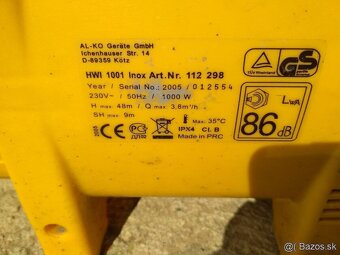 AL-KO Geräte GmbH
Ichenhauser Str. 14
D-89359 Kötz
HWI 1001 Inox Art.Nr. 112 298
Year / Serial No.: 2005 / 012554
230V~ / 50Hz / 1000 W
H max. 48m / Q max. 3,8m³/h
SH max. 9m
TÜV Rheinland
GS
LWA
86 dB
Max. 35°C
IPX4 CL B
Made in PRC
CE
Bazos.sk